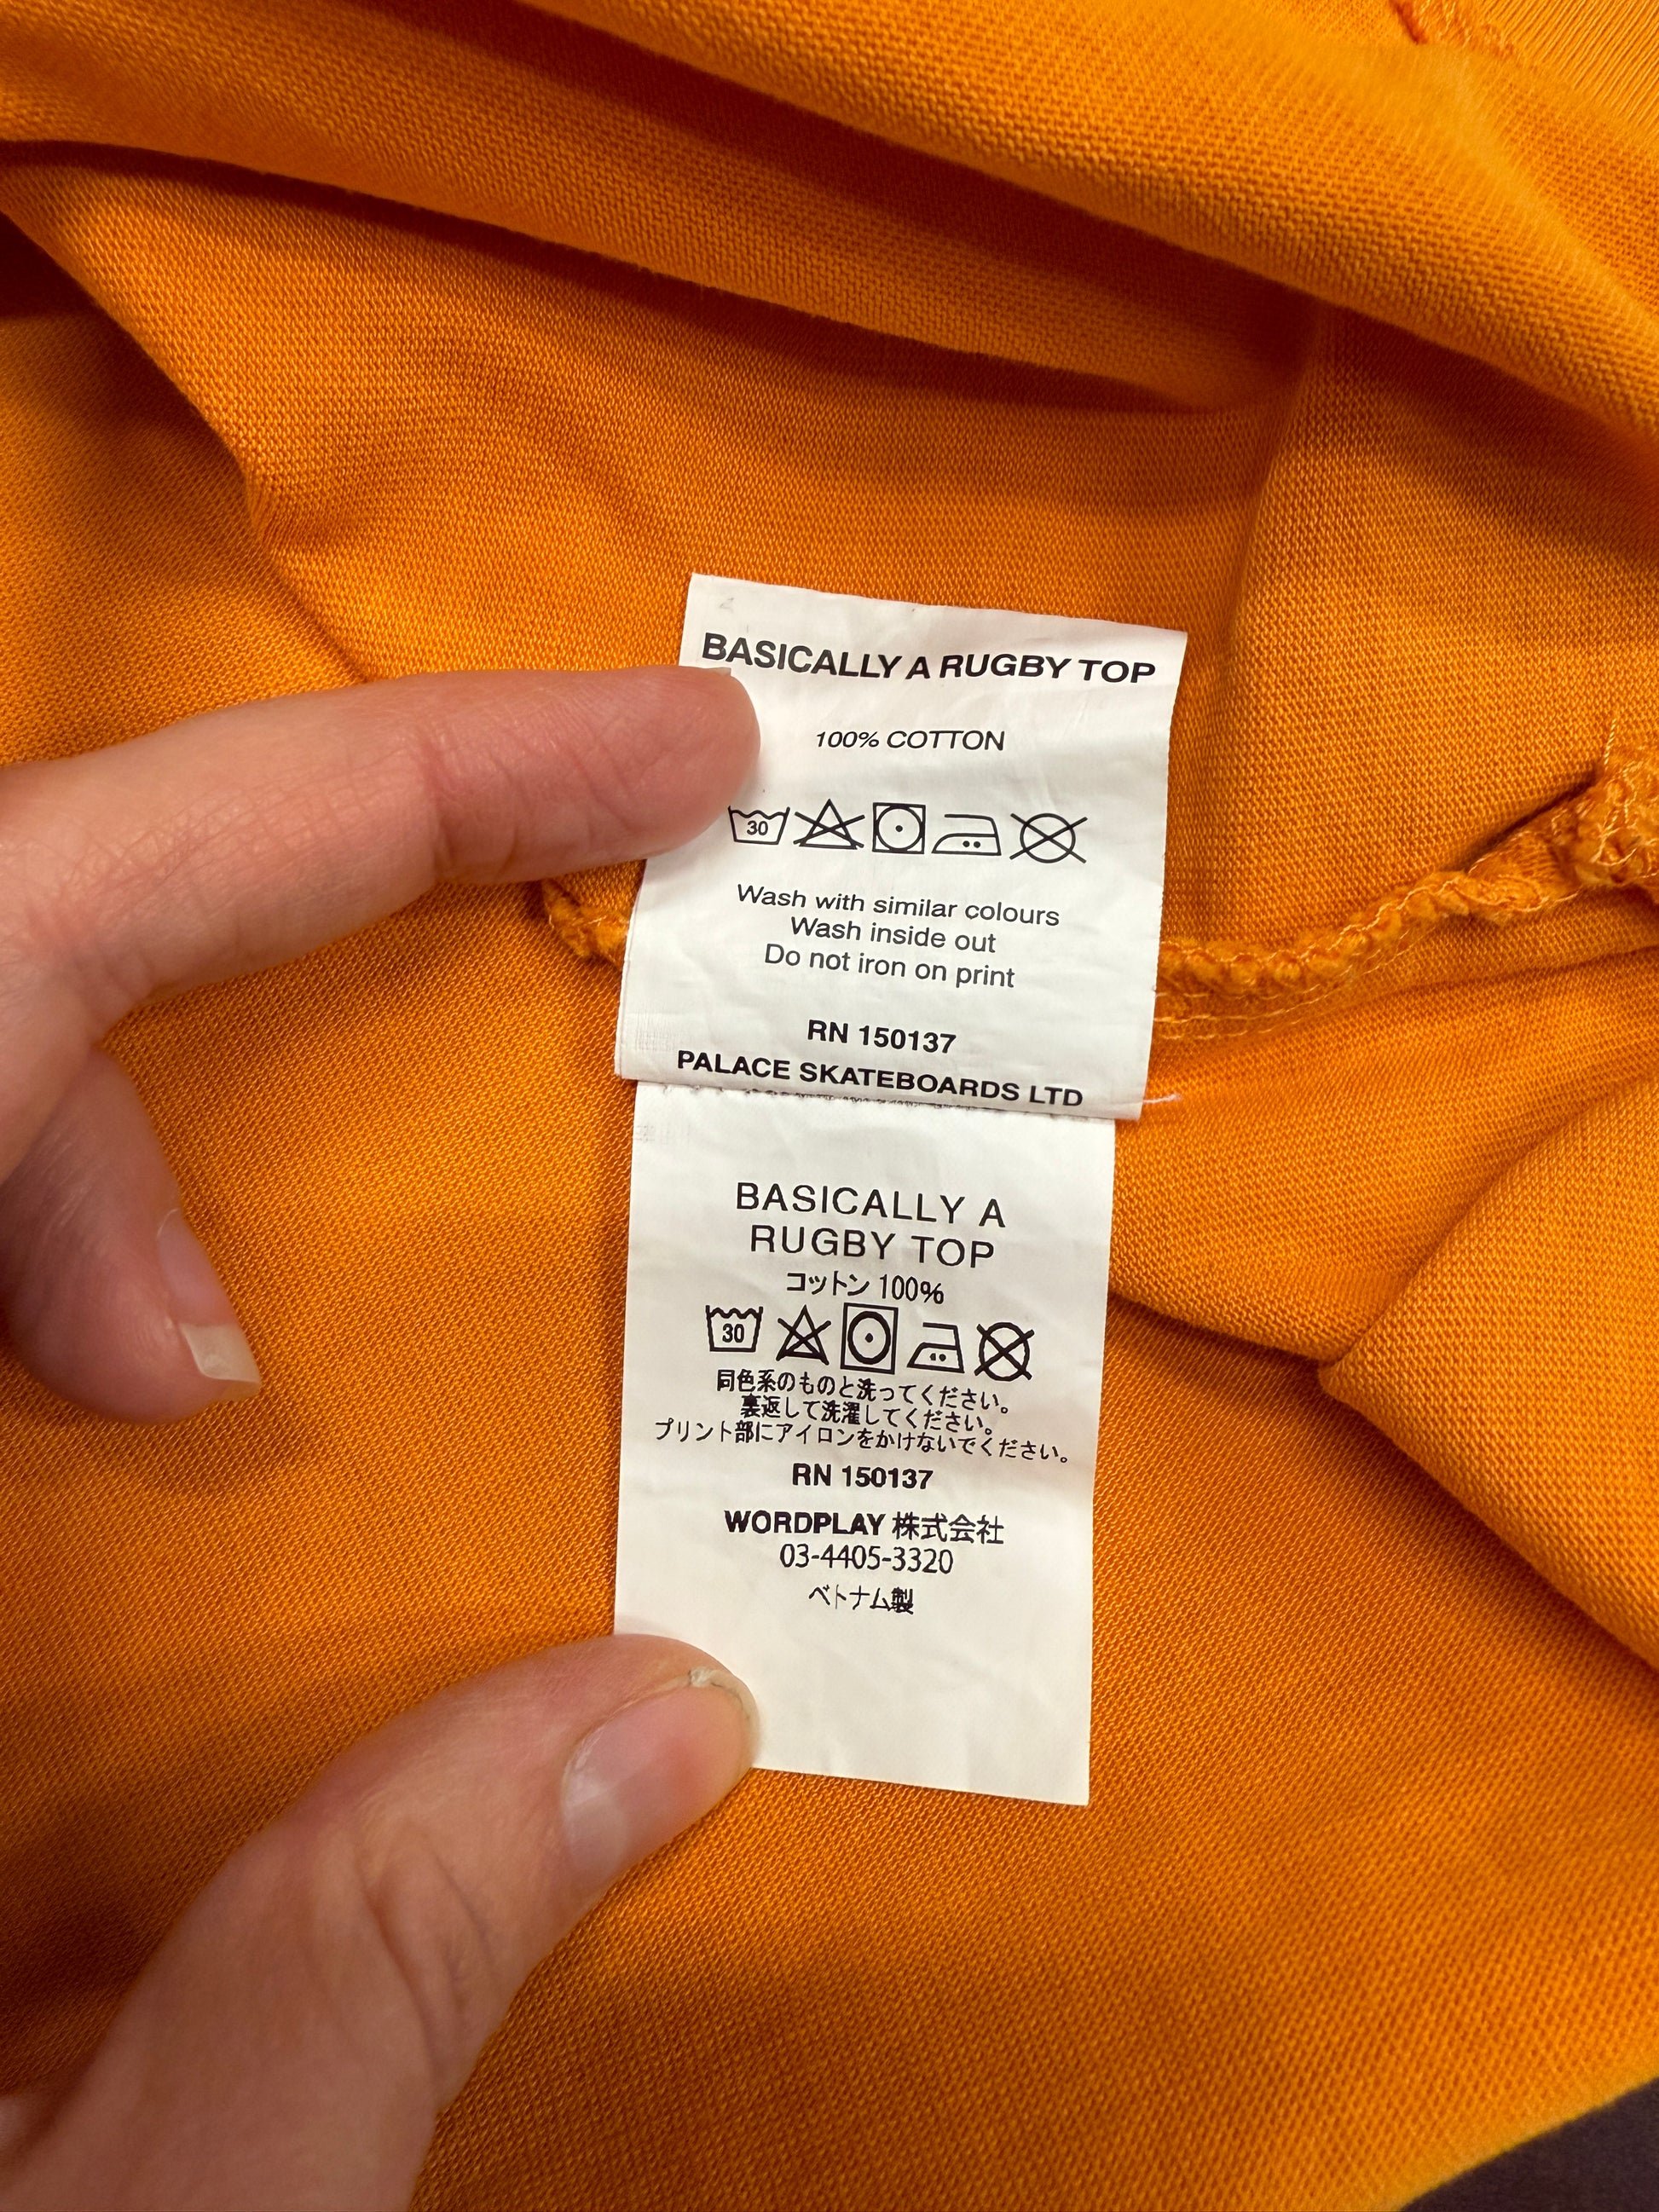 BASICALLY A RUGBY TOP
100% COTTON
30
Wash with similar colours
Wash inside out
Do not iron on print
RN 150137
PALACE SKATEBOARDS LTD
BASICALLY A
RUGBY TOP
コットン 100%
30
同色系のものと洗ってください。
裏返して洗濯してください。
プリント部にアイロンをかけないでください。
RN 150137
WORDPLAY 株式会社
03-4405-3320
ベトナム製